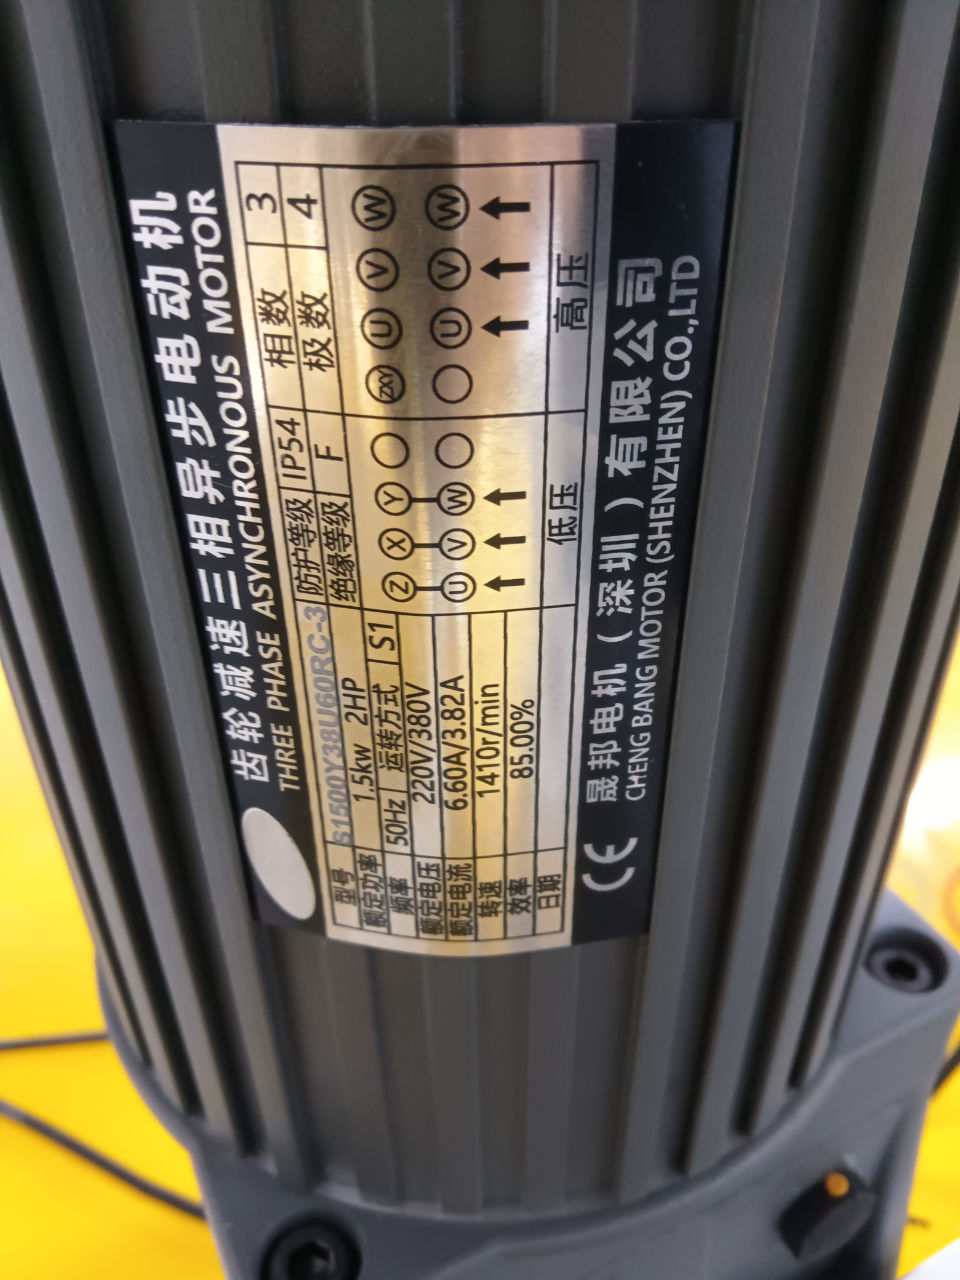 齿轮减速三相异步电动机
THREE PHASE ASYNCHRONOUS MOTOR
型号 61500Y38U60RC-3 防护等级 IP54 相数 3
额定功率 1.5kw 2HP 绝缘等级 F 极数 4
频率 50Hz 运转方式 S1
额定电压 220V/380V
额定电流 6.60A/3.82A
转速 1410r/min
效率 85.00%
日期
Z X Y ZXY U V W
U V W U V W
低压 高压
晟邦电机(深圳)有限公司
CHENG BANG MOTOR (SHENZHEN) CO.,LTD
CE